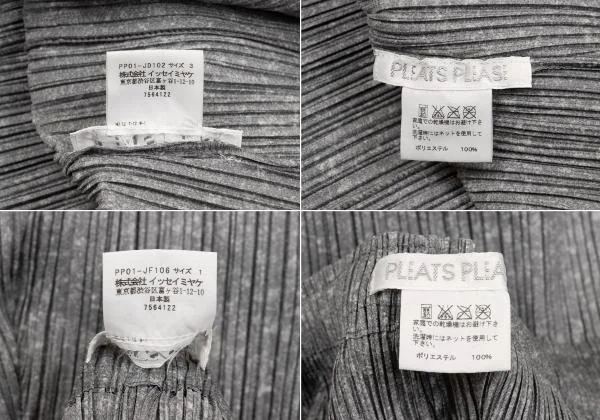 PP01-JD102 サイズ 3
株式会社 イッセイミヤケ
東京都渋谷区富ヶ谷1-12-10
日本製
7564122
PLEATS PLEASE
家庭での乾燥機はお避け下さ
い。
洗濯時にはネットを使用して
下さい。
ポリエステル 100%
PP01-JF106 サイズ 1
株式会社 イッセイミヤケ
東京都渋谷区富ヶ谷1-12-10
日本製
7564122
PLEATS PLEA
家庭での乾燥機はお避け下さ
い。
洗濯時にはネットを使用して
下さい。
ポリエステル 100%